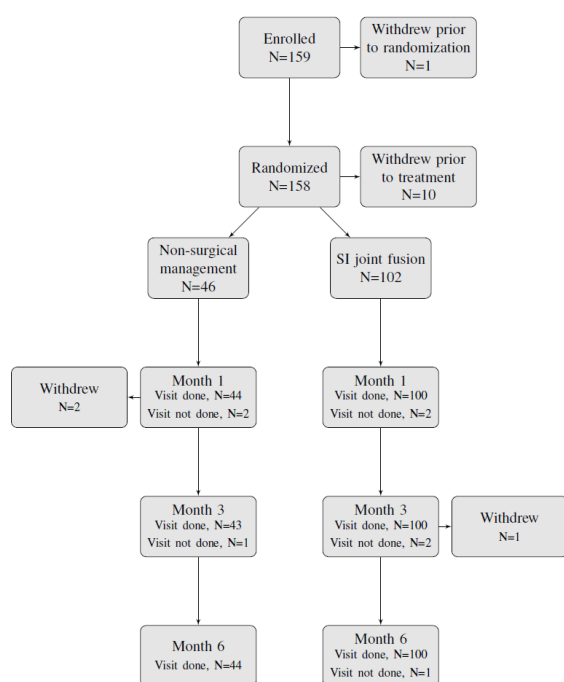 Enrolled
N=159
Withdrew prior
to randomization
N=1
Randomized
N=158
Withdrew prior
to treatment
N=10
Non-surgical
management
N=46
SI joint fusion
N=102
Withdrew
N=2
Month 1
Visit done, N=44
Visit not done, N=2
Month 1
Visit done, N=100
Visit not done, N=2
Month 3
Visit done, N=43
Visit not done, N=1
Month 3
Visit done, N=100
Visit not done, N=2
Withdrew
N=1
Month 6
Visit done, N=44
Month 6
Visit done, N=100
Visit not done, N=1